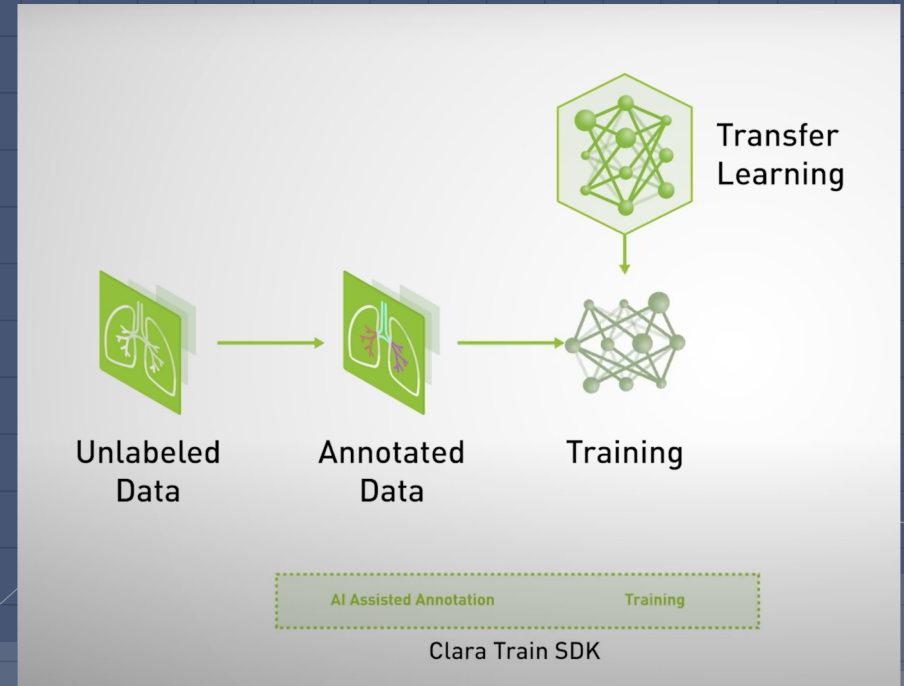 Transfer
Learning
Unlabeled
Data
Annotated
Data
Training
AI Assisted Annotation
Training
Clara Train SDK